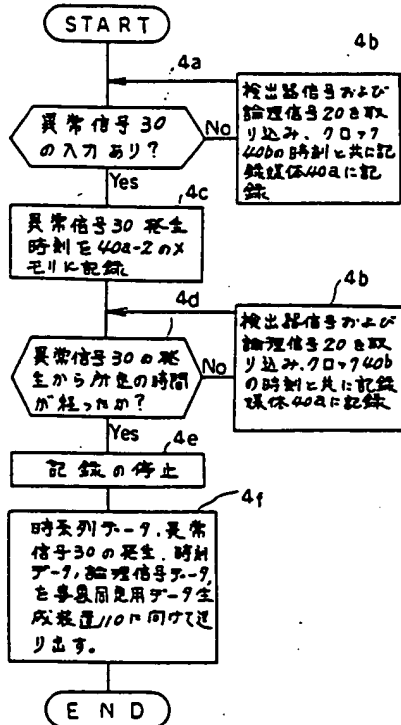 START
4b
4a
異常信号30
の入力あり?
No
検出器信号および
論理信号20を取
り込み、クロック
40bの時刻と共に記
録媒体40aに記
録
Yes
4c
異常信号30 発生
時刻を40a-2のメ
モリに記録
4d
4b
異常信号30の発
生から所定の時間
が経ったか?
No
検出器信号および
論理信号20を取
り込み、クロック40b
の時刻と共に記録
媒体40aに記録
Yes
4e
記録の停止
4f
時系列データ、異常
信号30の発生、時刻
データ、論理信号データ、
を事象同定用データ生
成装置110に向けて送
り出す。
END